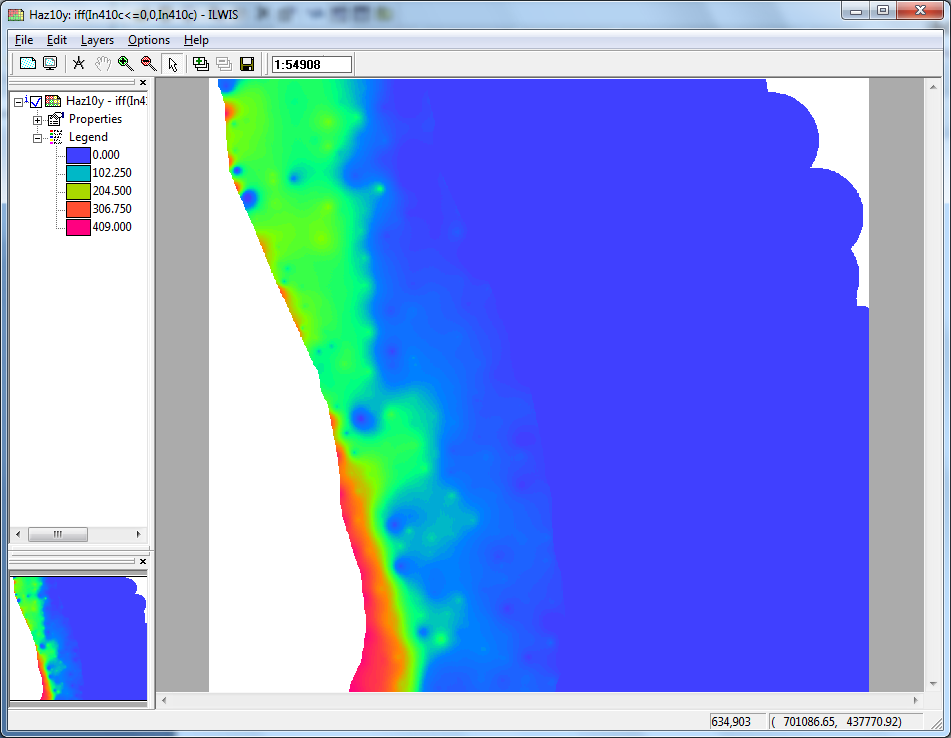 Haz10y: iff(In410c<=0,0,In410c) - ILWIS
File Edit Layers Options Help
1:54908
Haz10y - iff(In4
Properties
Legend
0.000
102.250
204.500
306.750
409.000
634,903 ( 701086.65, 437770.92)